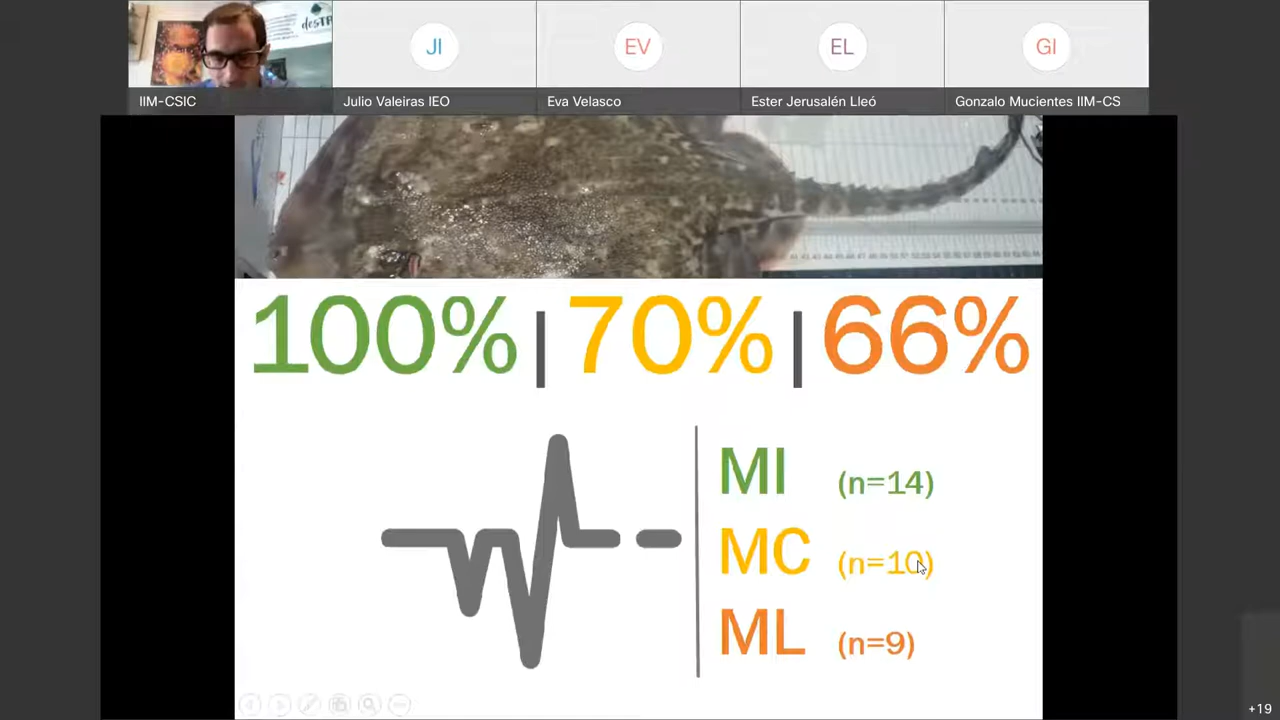 desTP
JI
EV
EL
GI
IIM-CSIC
Julio Valeiras IEO
Eva Velasco
Ester Jerusalén Lleó
Gonzalo Mucientes IIM-CS
100% | 70% | 66%
MI (n=14)
MC (n=10)
ML (n=9)
+19